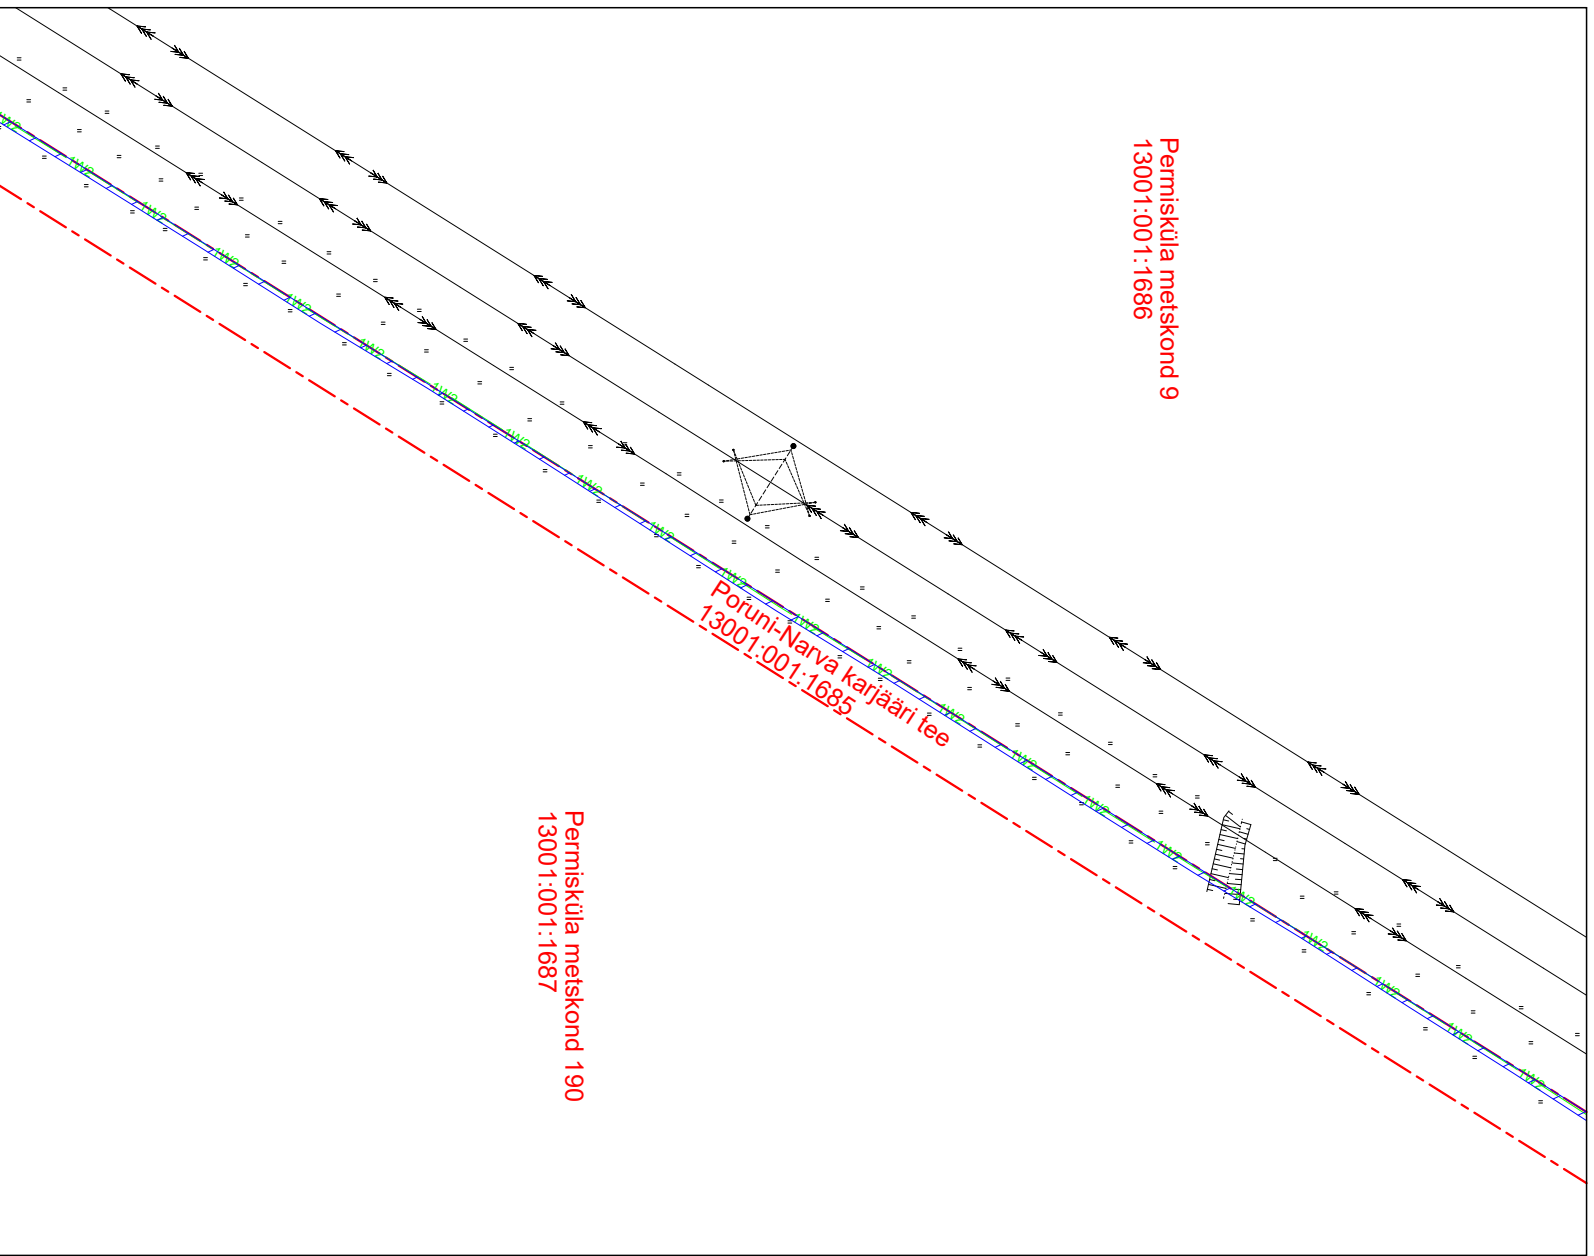 Permisküla metskond 9
13001:001:1686
Poruni-Narva karjääri tee
13001:001:1685
Permisküla metskond 190
13001:001:1687